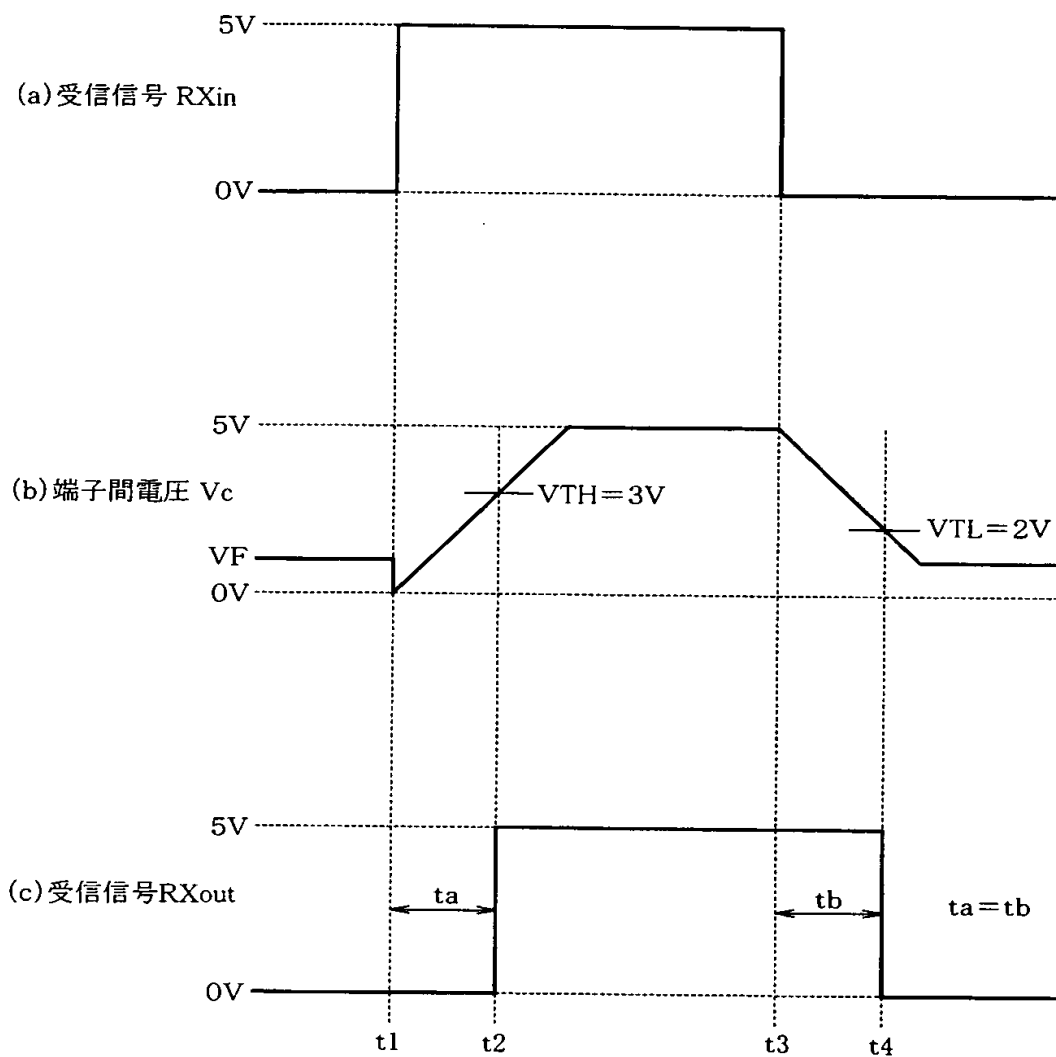 5V
(a)受信信号 RXin
0V
5V
(b)端子間電圧 Vc
VTH=3V
VTL=2V
VF
0V
5V
(c)受信信号RXout
ta
tb
ta=tb
0V
t1
t2
t3
t4